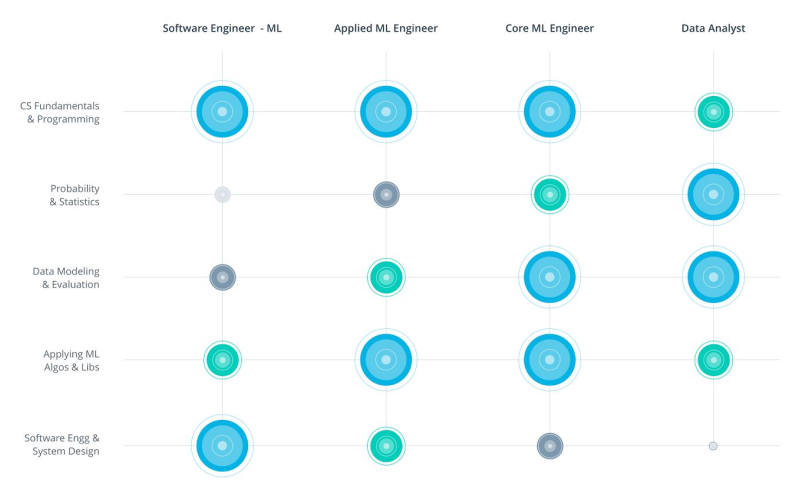 Software Engineer - ML
Applied ML Engineer
Core ML Engineer
Data Analyst
CS Fundamentals
& Programming
Probability
& Statistics
Data Modeling
& Evaluation
Applying ML
Algos & Libs
Software Engg &
System Design